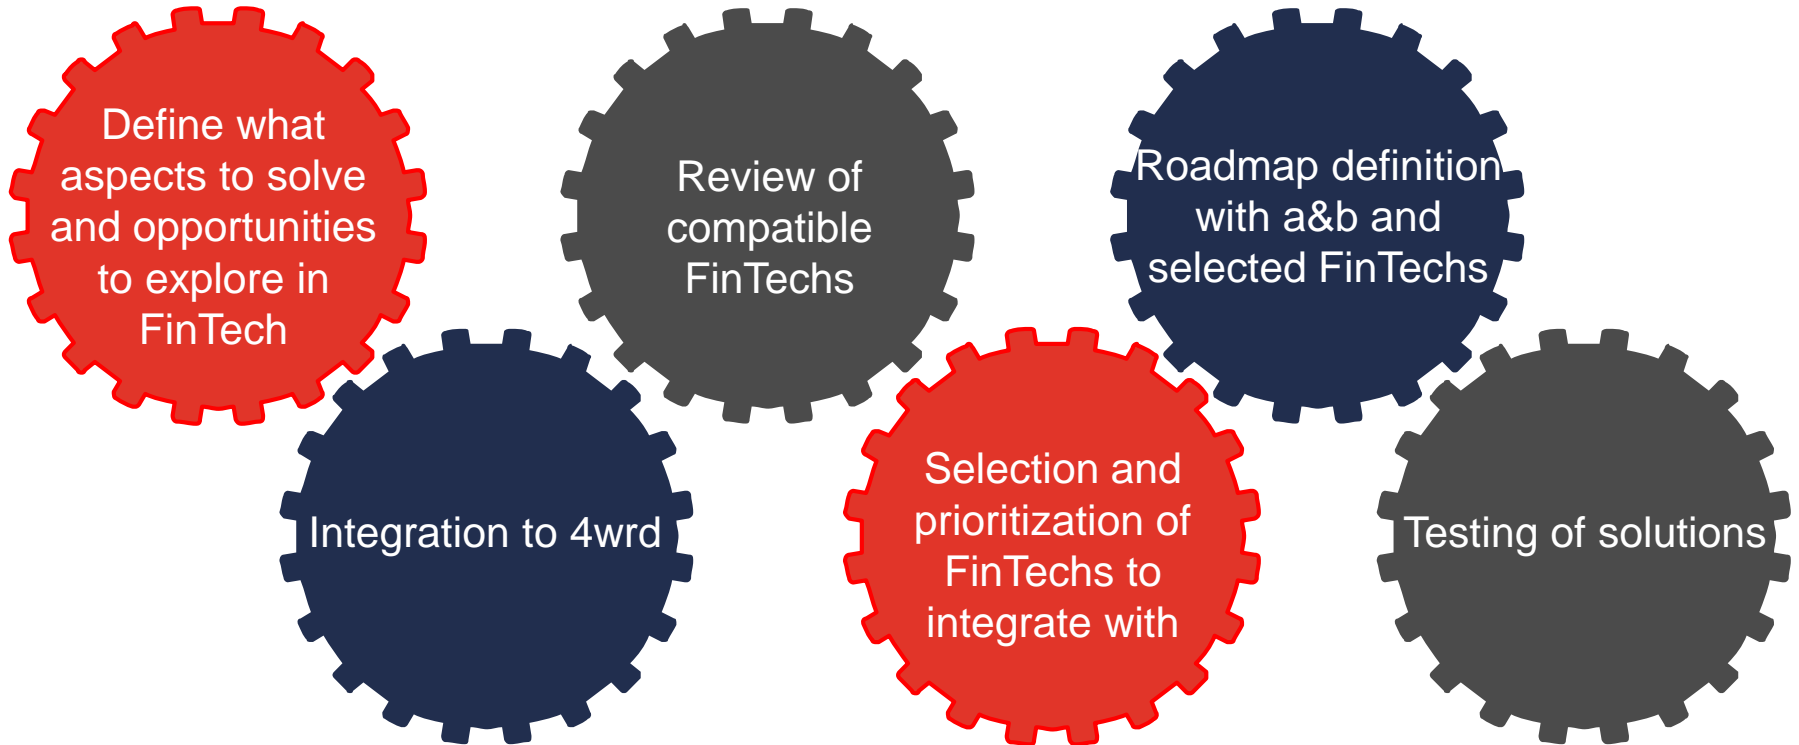 Define what
aspects to solve
and opportunities
to explore in
FinTech
Integration to 4wrd
Review of
compatible
FinTechs
Selection and
prioritization of
FinTechs to
integrate with
Roadmap definition
with a&b and
selected FinTechs
Testing of solutions